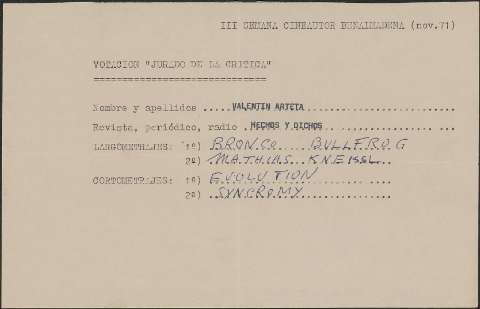 III SEMANA CINEAUTOR BENALMADENA (nov.71)
VOTACION "JURADO DE LA CRITICA"
==============================
Nombre y apellidos .....VALENTIN ARTETA..........................
Revista, periódico, radio .HECHOS Y DICHOS......................
LARGOMETRAJES: 1º) BRONCO BULLFROG
2º) MATHIAS KNEISSL...
CORTOMETRAJES: 1º) EVOLUTION
2º) SYNCROMY